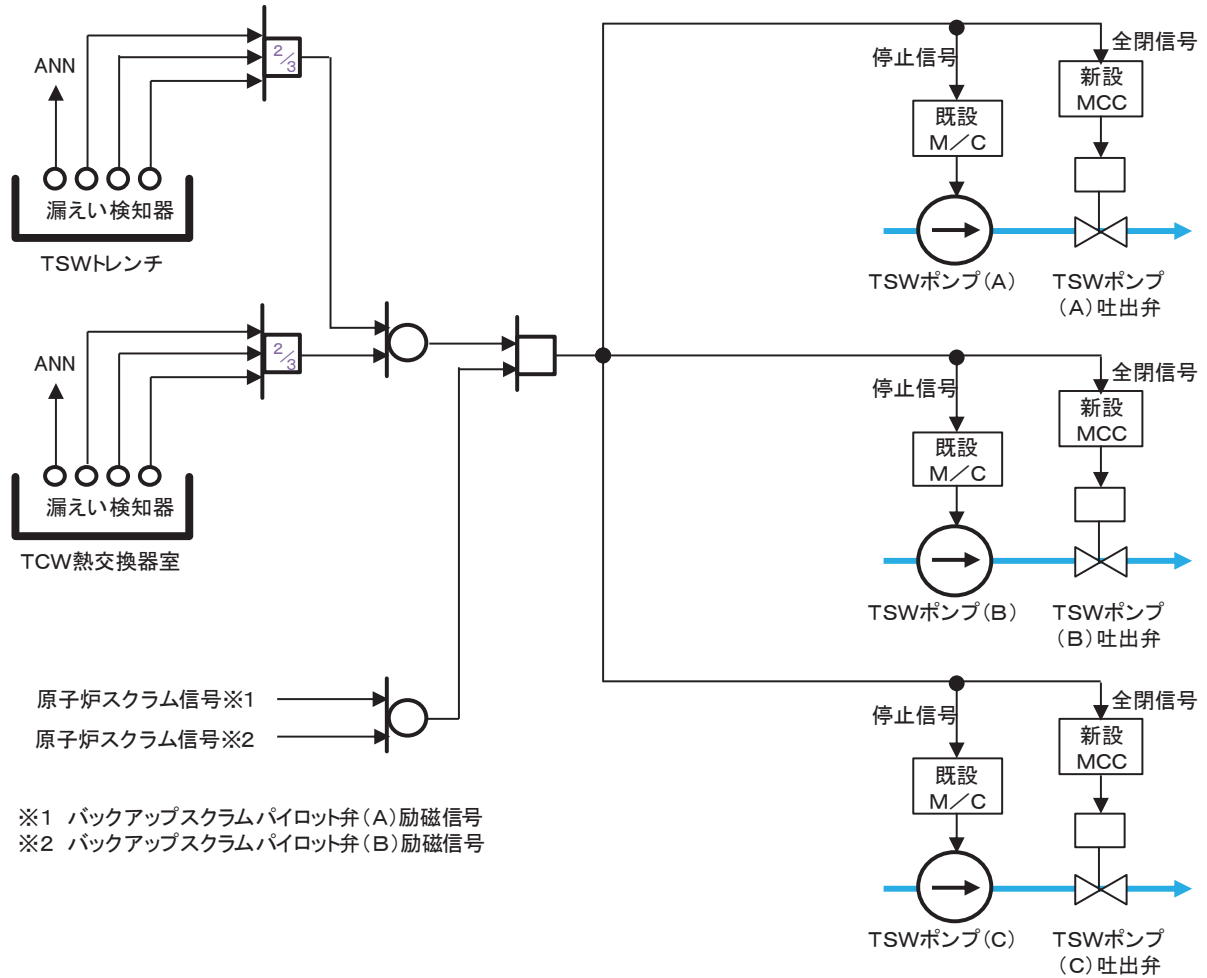 ANN
2/3
漏えい検知器
TSWトレンチ
ANN
2/3
漏えい検知器
TCW熱交換器室
原子炉スクラム信号※1
原子炉スクラム信号※2
※1 バックアップスクラムパイロット弁(A)励磁信号
※2 バックアップスクラムパイロット弁(B)励磁信号
停止信号
全閉信号
既設
M/C
新設
MCC
TSWポンプ(A)
TSWポンプ
(A)吐出弁
停止信号
全閉信号
既設
M/C
新設
MCC
TSWポンプ(B)
TSWポンプ
(B)吐出弁
停止信号
全閉信号
既設
M/C
新設
MCC
TSWポンプ(C)
TSWポンプ
(C)吐出弁